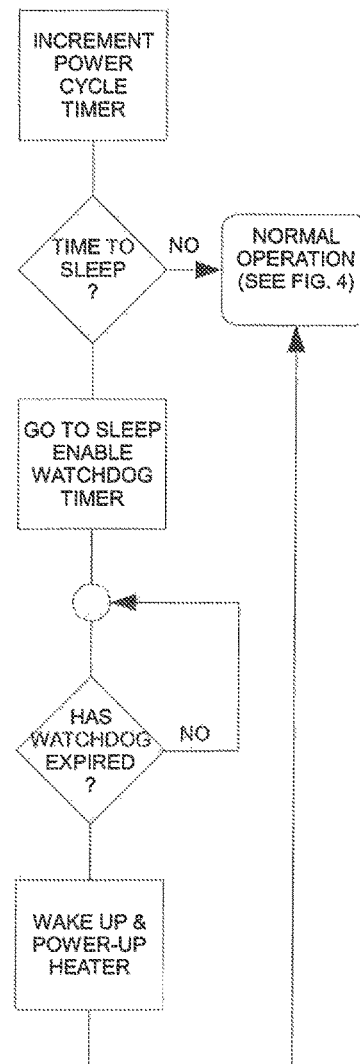 INCREMENT
POWER
CYCLE
TIMER
TIME TO
SLEEP
?
NO
NORMAL
OPERATION
(SEE FIG. 4)
GO TO SLEEP
ENABLE
WATCHDOG
TIMER
HAS
WATCHDOG
EXPIRED
?
NO
WAKE UP &
POWER-UP
HEATER